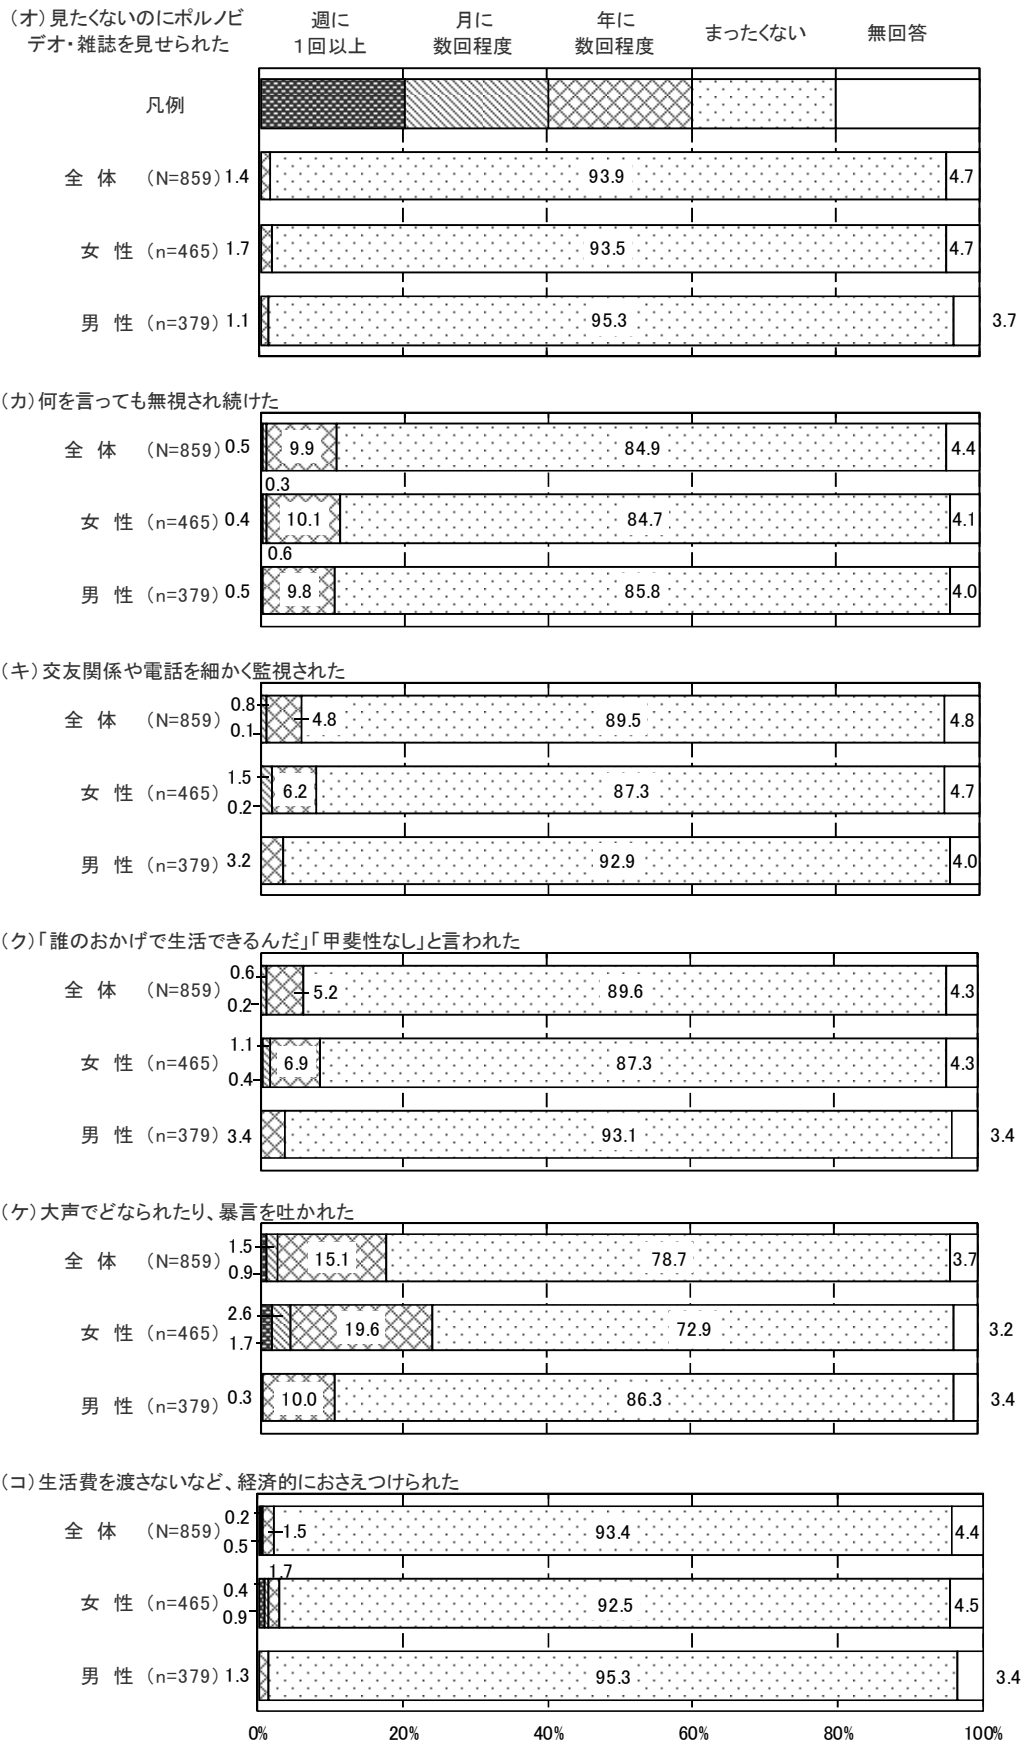 （オ）見たくないのにポルノビ
デオ・雑誌を見せられた
週に
１回以上
月に
数回程度
年に
数回程度
まったくない
無回答
凡例
全 体 （N=859） 1.4 93.9 4.7
女 性 （n=465） 1.7 93.5 4.7
男 性 （n=379） 1.1 95.3 3.7
（カ）何を言っても無視され続けた
全 体 （N=859） 0.5 9.9 84.9 4.4
0.3
女 性 （n=465） 0.4 10.1 84.7 4.1
0.6
男 性 （n=379） 0.5 9.8 85.8 4.0
（キ）交友関係や電話を細かく監視された
0.8
全 体 （N=859） 4.8 89.5 4.8
0.1
1.5
女 性 （n=465） 6.2 87.3 4.7
0.2
男 性 （n=379） 3.2 92.9 4.0
（ク）「誰のおかげで生活できるんだ」「甲斐性なし」と言われた
0.6
全 体 （N=859） 5.2 89.6 4.3
0.2
1.1
女 性 （n=465） 6.9 87.3 4.3
0.4
男 性 （n=379） 3.4 93.1 3.4
（ケ）大声でどなられたり、暴言を吐かれた
1.5
全 体 （N=859） 15.1 78.7 3.7
0.9
2.6
女 性 （n=465） 19.6 72.9 3.2
1.7
男 性 （n=379） 0.3 10.0 86.3 3.4
（コ）生活費を渡さないなど、経済的におさえつけられた
0.2
全 体 （N=859） 1.5 93.4 4.4
0.5
1.7
0.4
女 性 （n=465） 92.5 4.5
0.9
男 性 （n=379） 1.3 95.3 3.4
0% 20% 40% 60% 80% 100%